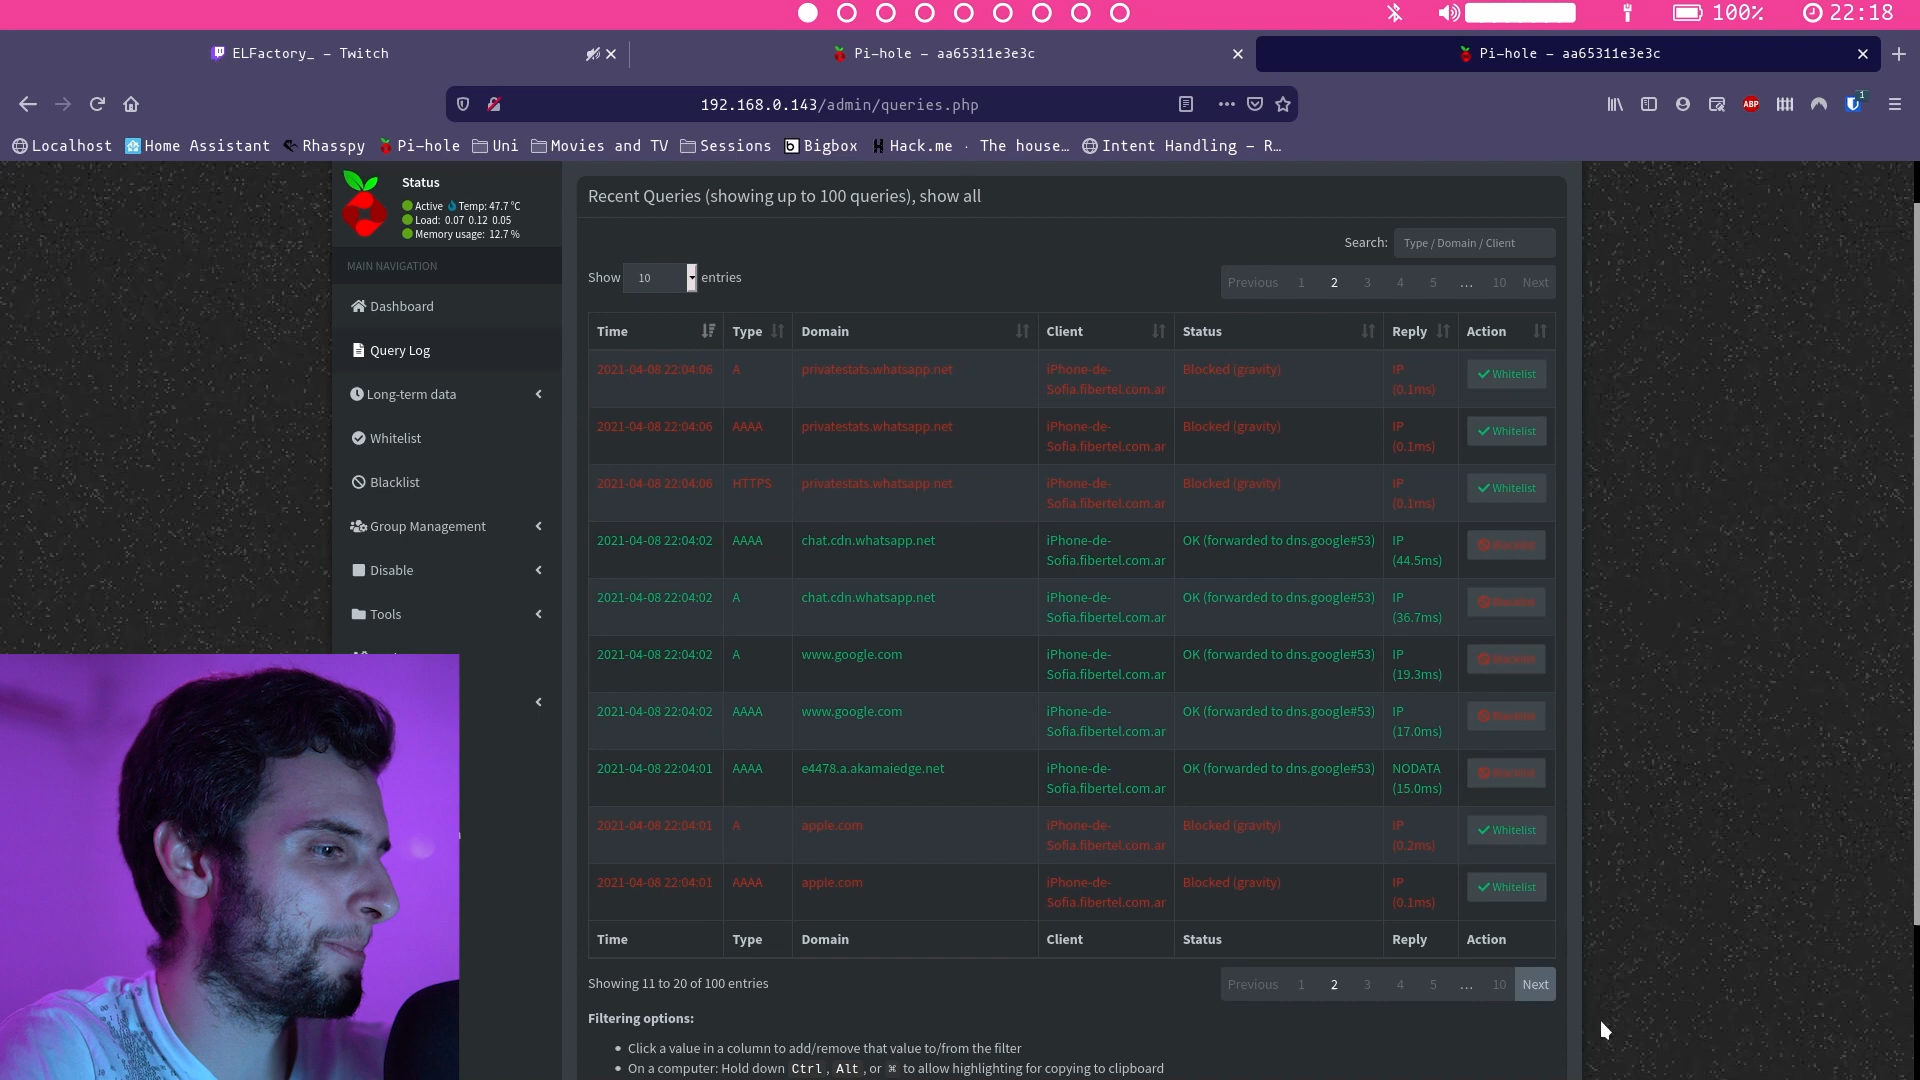 100%
22:18
ELFactory_ – Twitch
Pi-hole – aa65311e3e3c
Pi-hole – aa65311e3e3c
192.168.0.143/admin/queries.php
ABP
1
Localhost
Home Assistant
Rhasspy
Pi-hole
Uni
Movies and TV
Sessions
Bigbox
Hack.me · The house…
Intent Handling – R…
Status
Active Temp: 47.7 °C
Load: 0.07 0.12 0.05
Memory usage: 12.7 %
MAIN NAVIGATION
Dashboard
Query Log
Long-term data
Whitelist
Blacklist
Group Management
Disable
Tools
Recent Queries (showing up to 100 queries), show all
Search: Type / Domain / Client
Show 10 entries
Previous 1 2 3 4 5 … 10 Next
Time Type Domain Client Status Reply Action
2021-04-08 22:04:06 A privatestats.whatsapp.net iPhone-de- Blocked (gravity) IP Whitelist
Sofia.fibertel.com.ar (0.1ms)
2021-04-08 22:04:06 AAAA privatestats.whatsapp.net iPhone-de- Blocked (gravity) IP Whitelist
Sofia.fibertel.com.ar (0.1ms)
2021-04-08 22:04:06 HTTPS privatestats.whatsapp.net iPhone-de- Blocked (gravity) IP Whitelist
Sofia.fibertel.com.ar (0.1ms)
2021-04-08 22:04:02 AAAA chat.cdn.whatsapp.net iPhone-de- OK (forwarded to dns.google#53) IP
Sofia.fibertel.com.ar (44.5ms)
2021-04-08 22:04:02 A chat.cdn.whatsapp.net iPhone-de- OK (forwarded to dns.google#53) IP
Sofia.fibertel.com.ar (36.7ms)
2021-04-08 22:04:02 A www.google.com iPhone-de- OK (forwarded to dns.google#53) IP
Sofia.fibertel.com.ar (19.3ms)
2021-04-08 22:04:02 AAAA www.google.com iPhone-de- OK (forwarded to dns.google#53) IP
Sofia.fibertel.com.ar (17.0ms)
2021-04-08 22:04:01 AAAA e4478.a.akamaiedge.net iPhone-de- OK (forwarded to dns.google#53) NODATA
Sofia.fibertel.com.ar (15.0ms)
2021-04-08 22:04:01 A apple.com iPhone-de- Blocked (gravity) IP Whitelist
Sofia.fibertel.com.ar (0.2ms)
2021-04-08 22:04:01 AAAA apple.com iPhone-de- Blocked (gravity) IP Whitelist
Sofia.fibertel.com.ar (0.1ms)
Time Type Domain Client Status Reply Action
Showing 11 to 20 of 100 entries
Previous 1 2 3 4 5 … 10 Next
Filtering options:
• Click a value in a column to add/remove that value to/from the filter
• On a computer: Hold down Ctrl, Alt, or ⌘ to allow highlighting for copying to clipboard